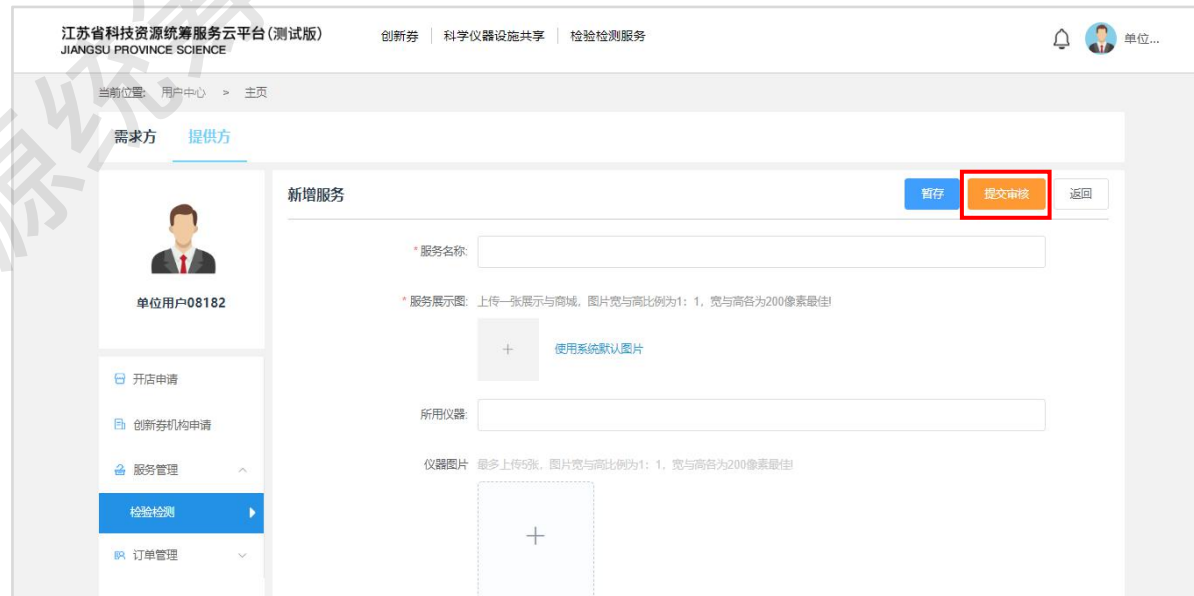 江苏省科技资源统筹服务云平台(测试版) 创新券 科学仪器设施共享 检验检测服务 单位...
JIANGSU PROVINCE SCIENCE
当前位置: 用户中心 > 主页
需求方 提供方
新增服务 暂存 提交审核 返回
*服务名称:
单位用户08182
*服务展示图: 上传一张展示与商城, 图片宽与高比例为1: 1, 宽与高各为200像素最佳!
+ 使用系统默认图片
开店申请
所用仪器:
创新券机构申请
仪器图片 最多上传5张, 图片宽与高比例为1: 1, 宽与高各为200像素最佳!
服务管理
检验检测
+
订单管理
源统